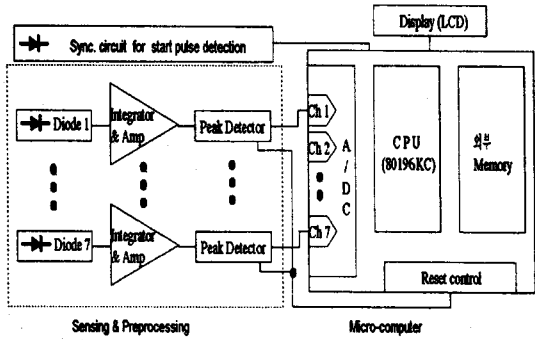 Display (LCD)
Sync. circuit for start pulse detection
Diode 1
Integrator
& Amp
Peak Detector
Ch 1
Ch 2
Ch 7
A
/
D
C
CPU
(80196KC)
외부
Memory
Diode 7
Integrator
& Amp
Peak Detector
Reset control
Sensing & Preprocessing
Micro-computer